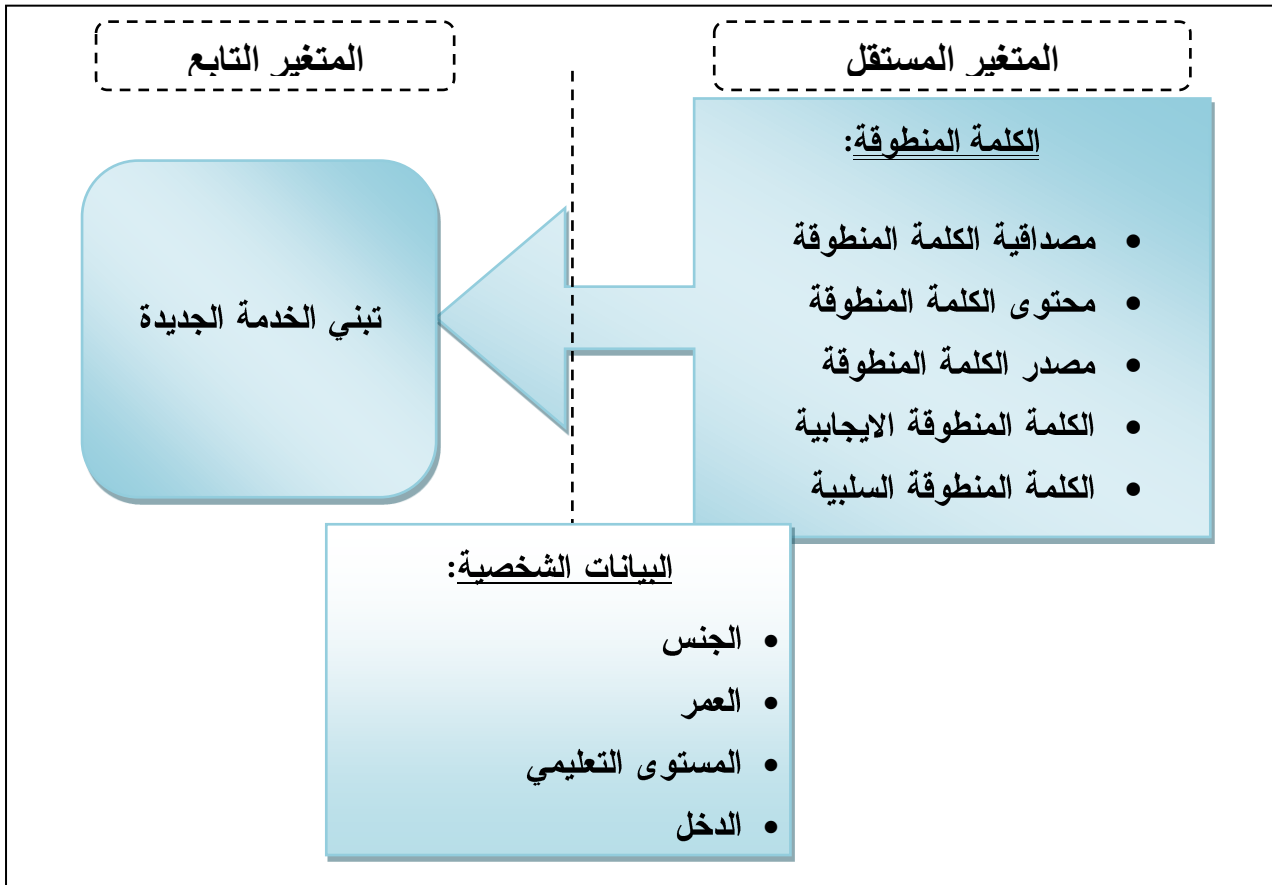 المتغير المستقل
المتغير التابع
الكلمة المنطوقة:
• مصداقية الكلمة المنطوقة
• محتوى الكلمة المنطوقة
• مصدر الكلمة المنطوقة
• الكلمة المنطوقة الايجابية
• الكلمة المنطوقة السلبية
تبني الخدمة الجديدة
البيانات الشخصية:
• الجنس
• العمر
• المستوى التعليمي
• الدخل